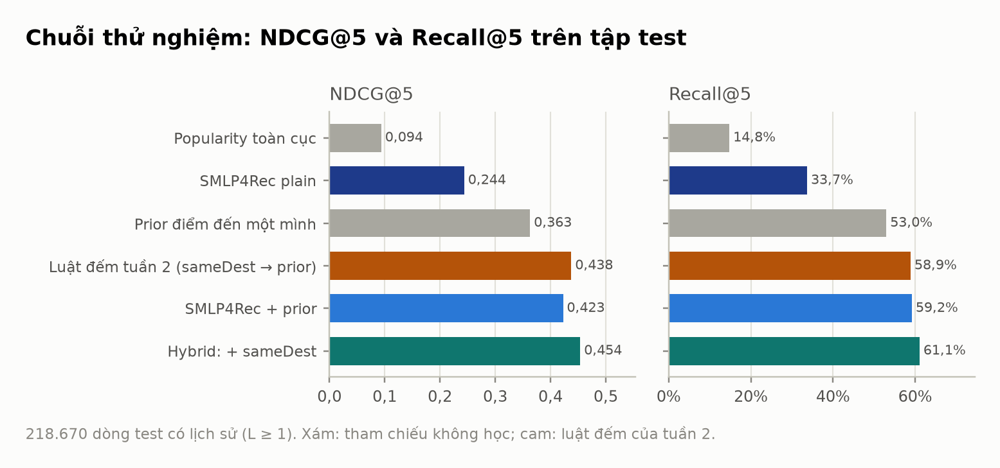 Chuỗi thử nghiệm: NDCG@5 và Recall@5 trên tập test
NDCG@5 Recall@5
Popularity toàn cục 0,094 14,8%
SMLP4Rec plain 0,244 33,7%
Prior điểm đến một mình 0,363 53,0%
Luật đếm tuần 2 (sameDest → prior) 0,438 58,9%
SMLP4Rec + prior 0,423 59,2%
Hybrid: + sameDest 0,454 61,1%
0,0 0,1 0,2 0,3 0,4 0,5 0% 20% 40% 60%
218.670 dòng test có lịch sử (L ≥ 1). Xám: tham chiếu không học; cam: luật đếm của tuần 2.